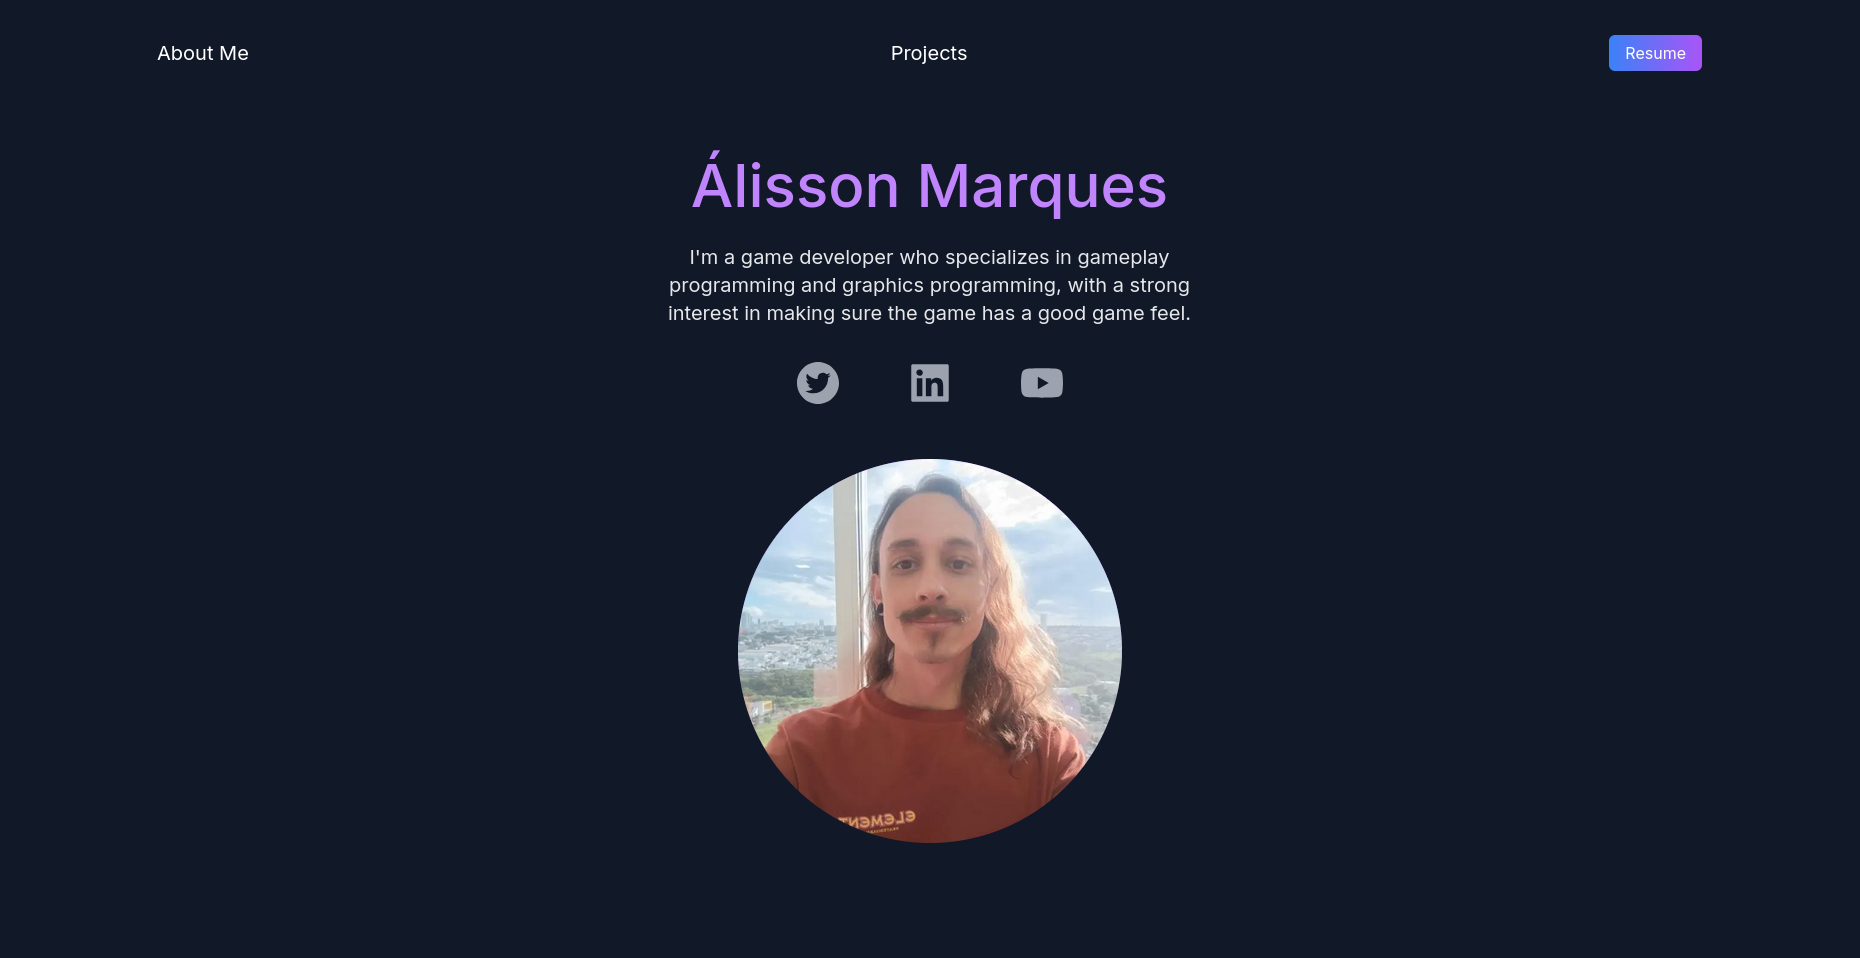 About Me
Projects
Resume
Álisson Marques
I'm a game developer who specializes in gameplay
programming and graphics programming, with a strong
interest in making sure the game has a good game feel.
in
ELEMENT